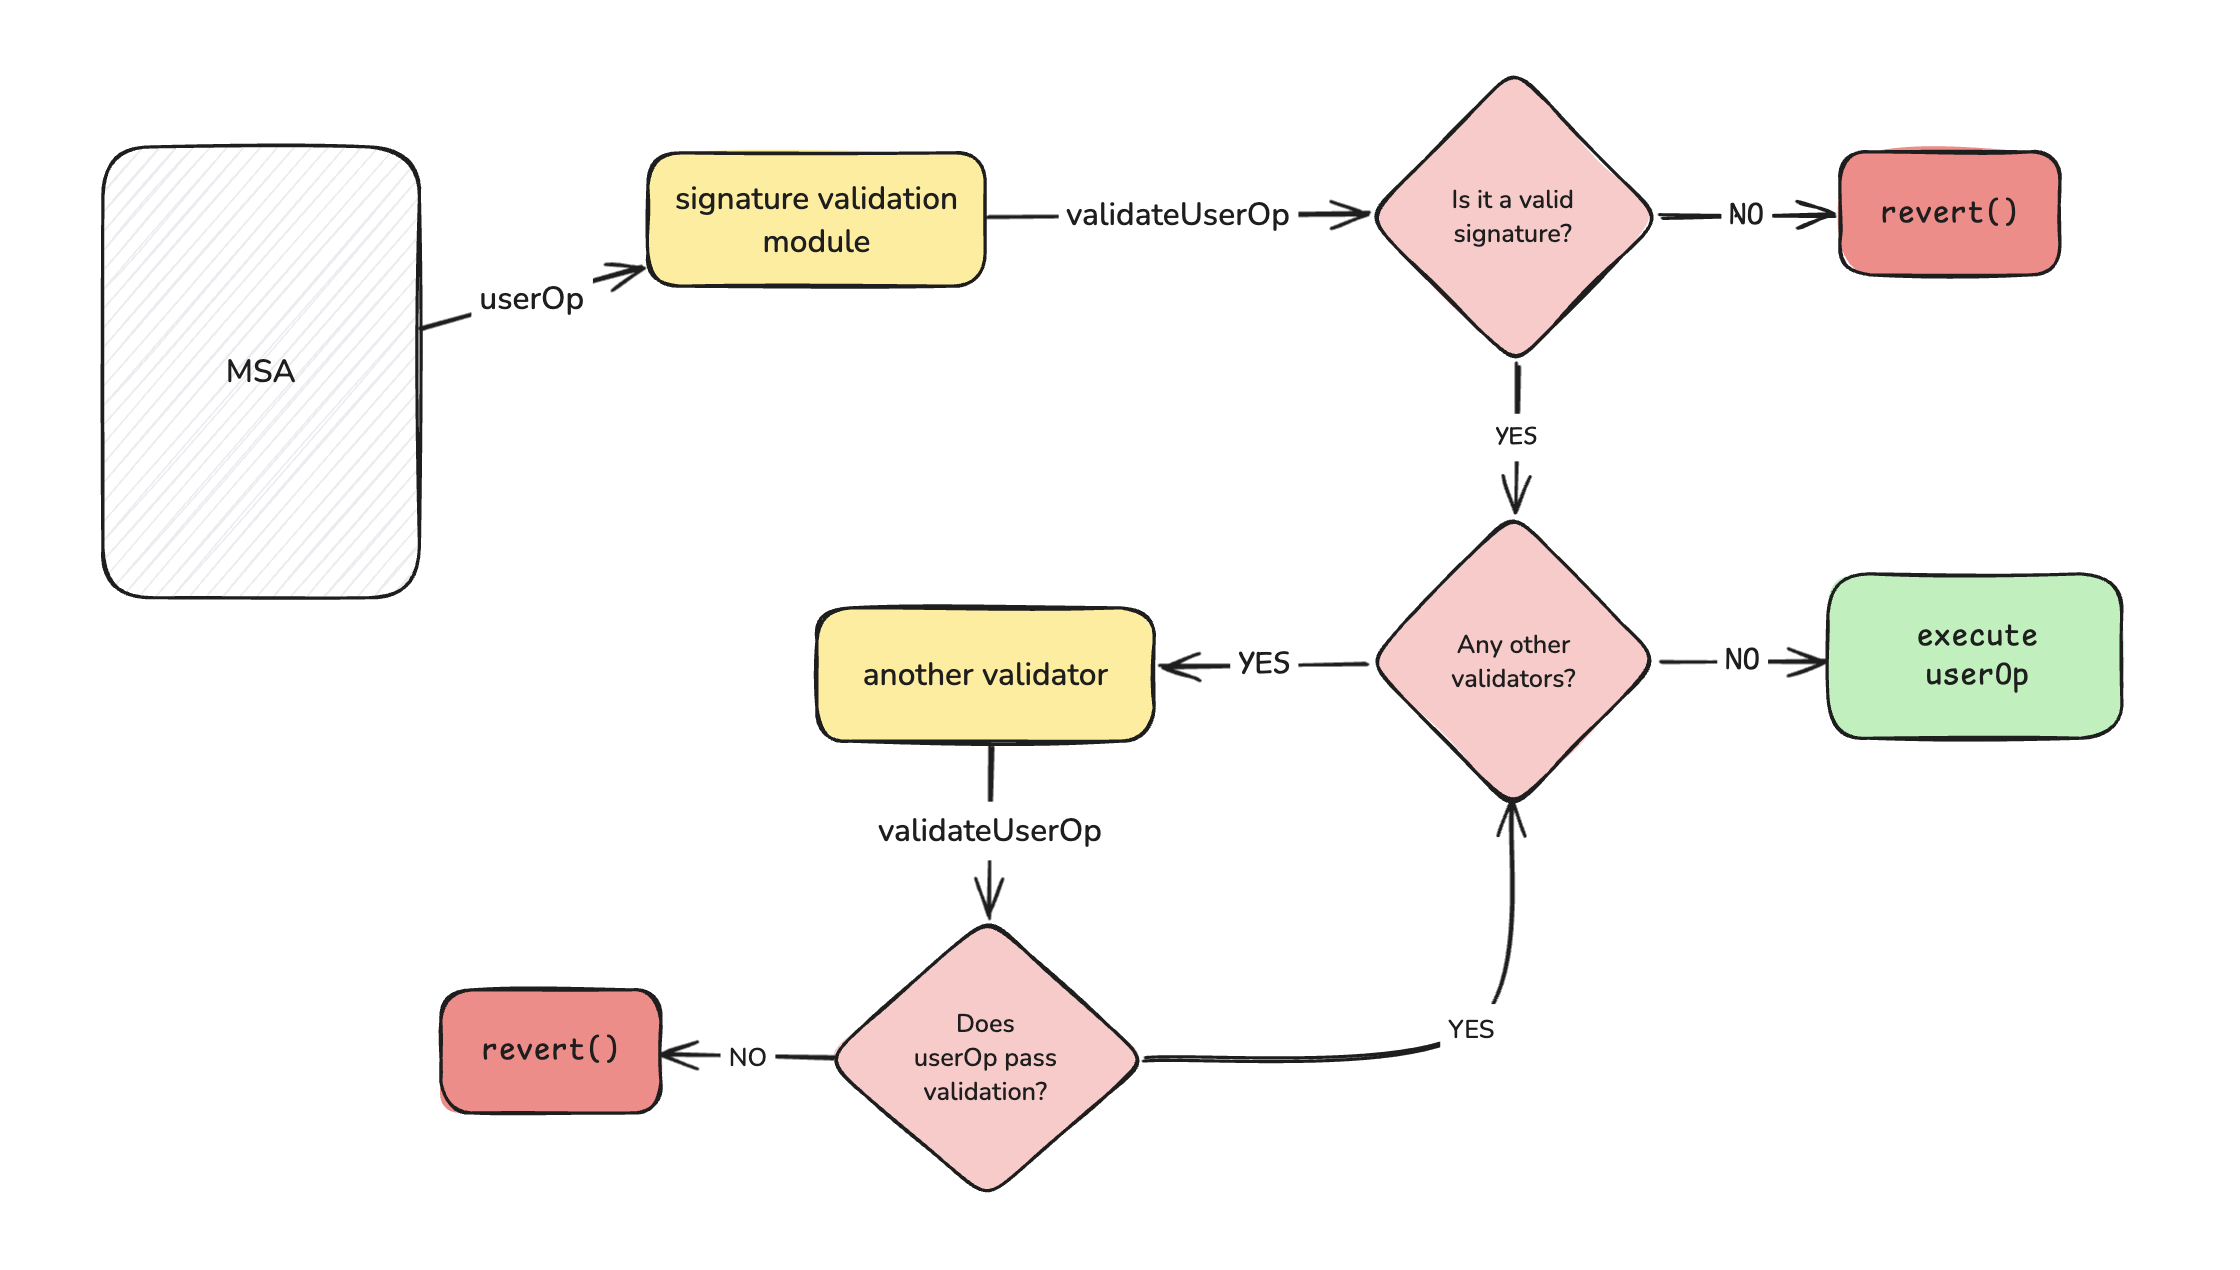 MSA
userOp
signature validation
module
validateUserOp
Is it a valid
signature?
NO
revert()
YES
Any other
validators?
NO
execute
userOp
YES
another validator
validateUserOp
Does
userOp pass
validation?
NO
revert()
YES